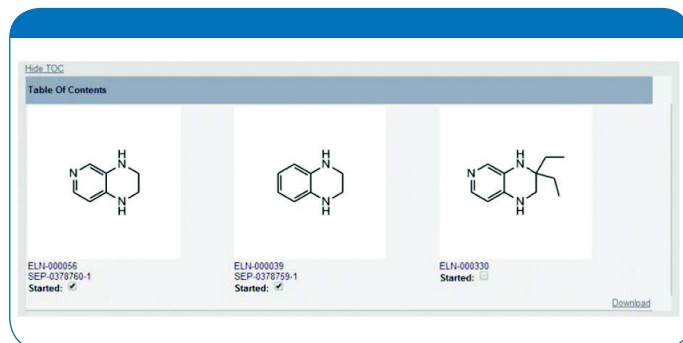 Hide TOC
Table Of Contents
H
N
N
N
H
H
N
N
H
H
N
N
N
H
ELN-000056
SEP-0378760-1
Started:
ELN-000039
SEP-0378759-1
Started:
ELN-000330
Started:
Download